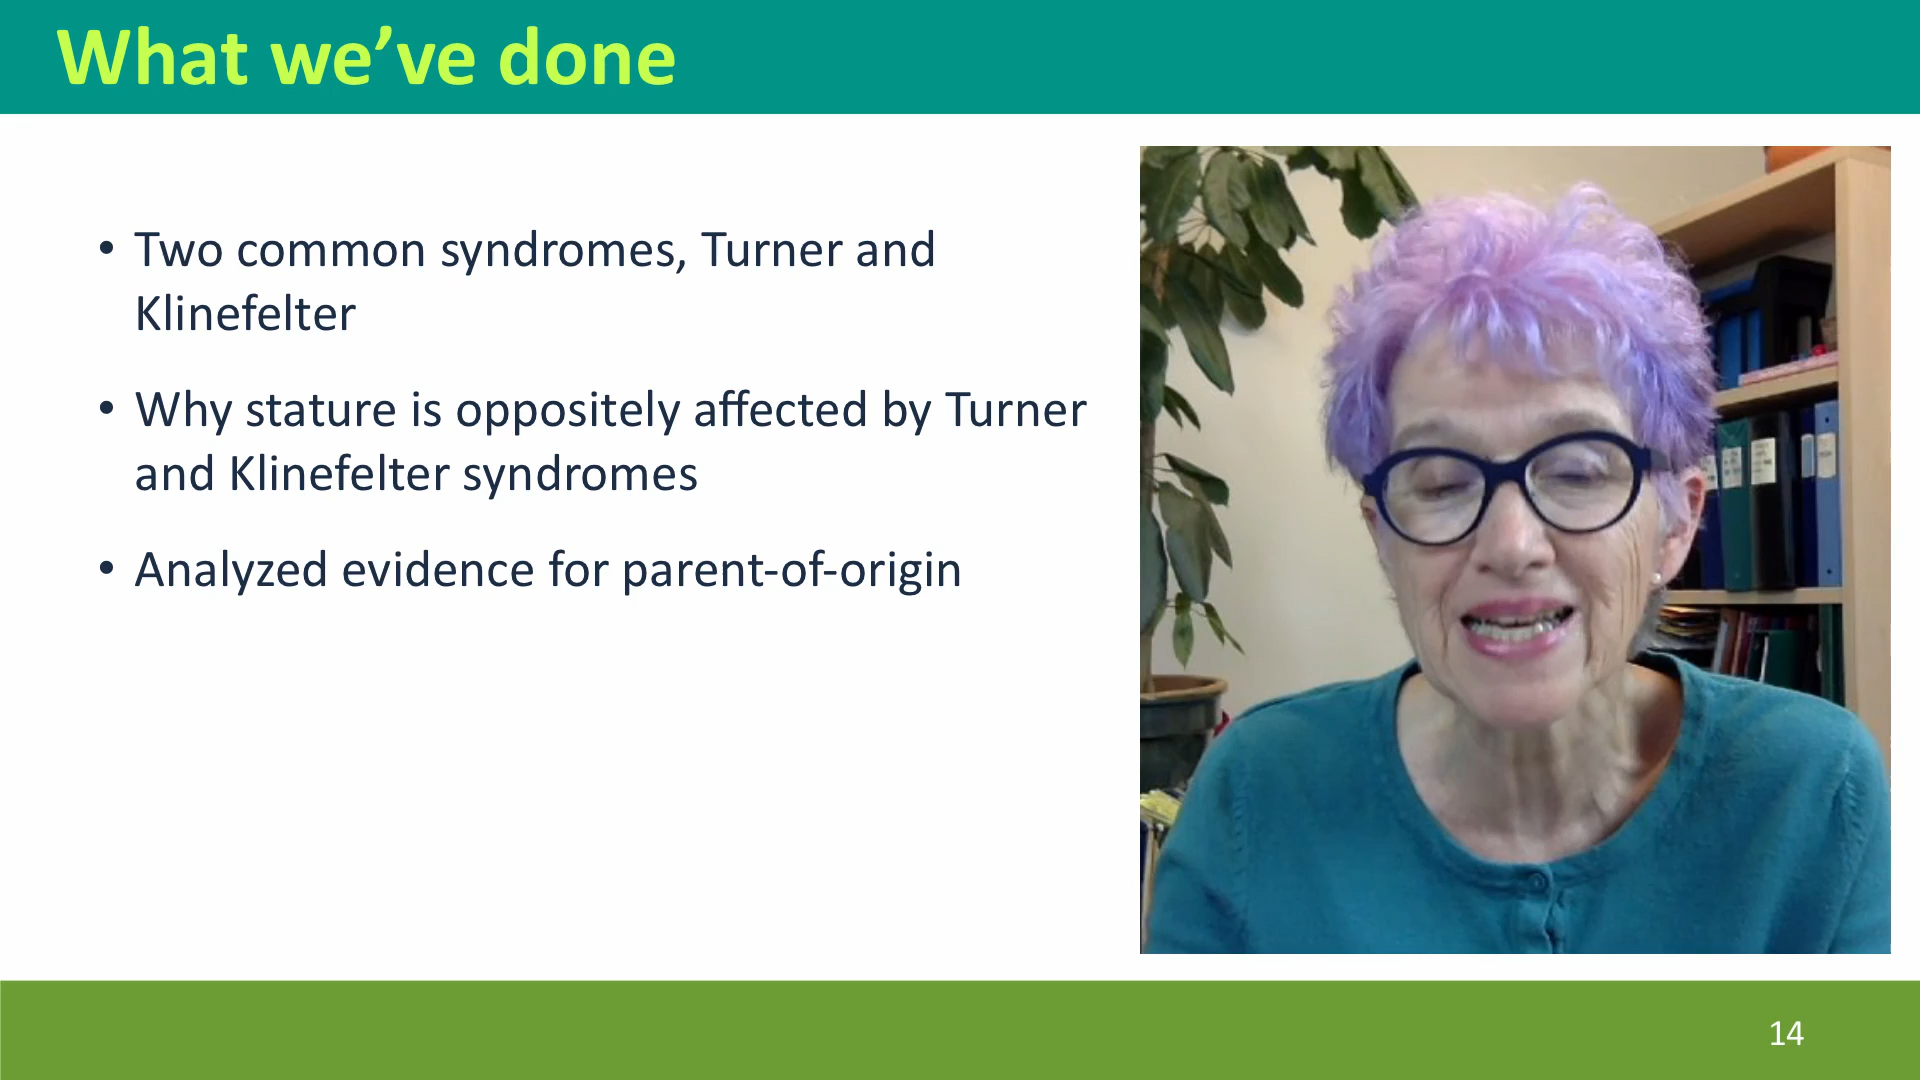 What we’ve done
• Two common syndromes, Turner and
Klinefelter
• Why stature is oppositely affected by Turner
and Klinefelter syndromes
• Analyzed evidence for parent-of-origin
14